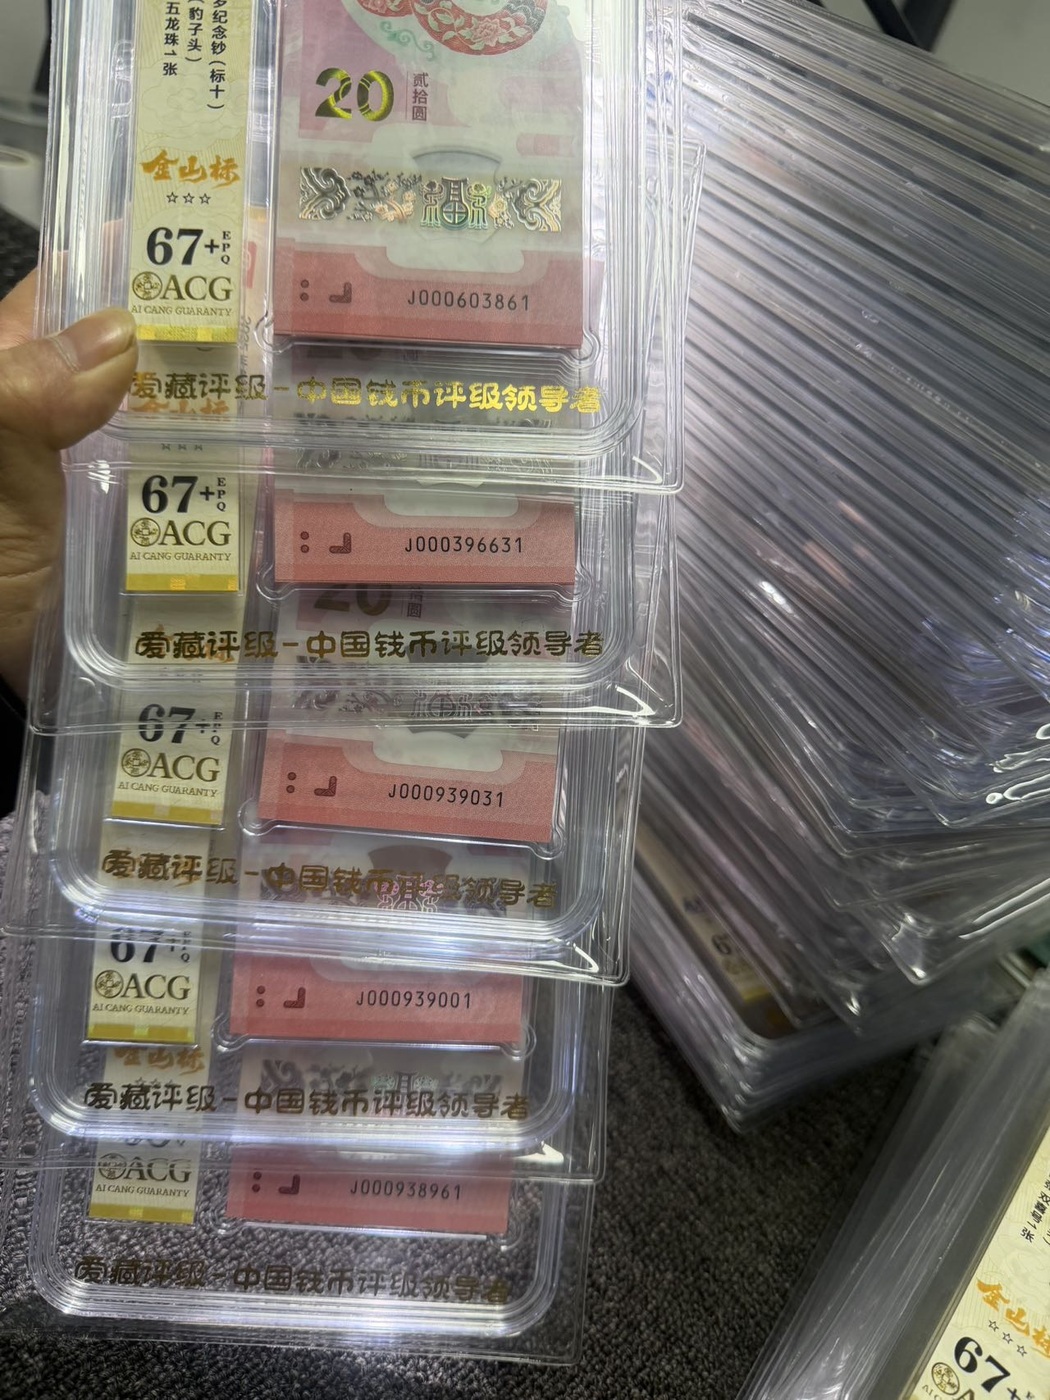 岁纪念钞(标十)
(豹子头)
五龙珠1张
金山标
☆☆☆
67+EPQ
ACG
AI CANG GUARANTY
20
贰拾圆
福
J000603861
爱藏评级-中国钱币评级领导者
67+EPQ
ACG
AI CANG GUARANTY
J000396631
20
爱藏评级-中国钱币评级领导者
67+EPQ
ACG
AI CANG GUARANTY
J000939031
爱藏评级-中国钱币评级领导者
67+EPQ
ACG
AI CANG GUARANTY
J000939001
金山标
爱藏评级-中国钱币评级领导者
ACG
AI CANG GUARANTY
J000938961
爱藏评级-中国钱币评级领导者
金山标
☆☆☆
67+